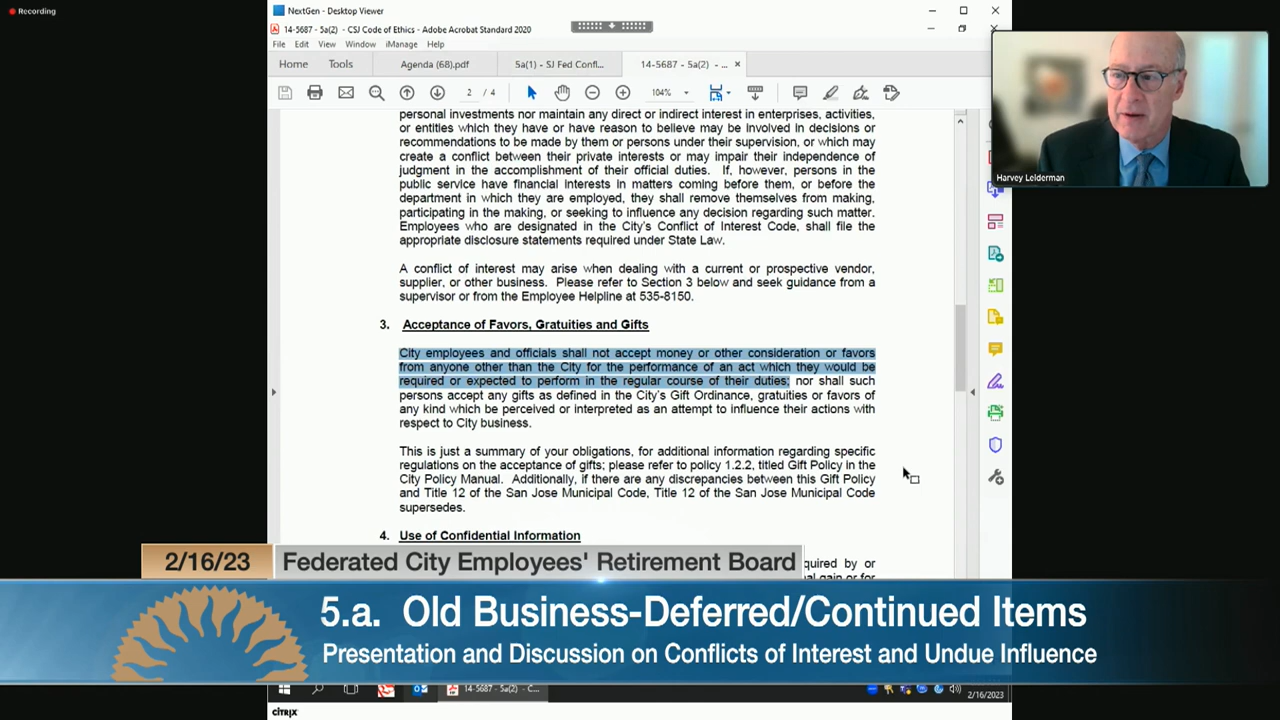 Recording
NextGen - Desktop Viewer
14-5687 - 5a(2) - CSJ Code of Ethics - Adobe Acrobat Standard 2020
File Edit View Window iManage Help
Home Tools Agenda (68).pdf 5a(1) - SJ Fed Confl... 14-5687 - 5a(2) - ... ×
2 / 4 104%
personal investments nor maintain any direct or indirect interest in enterprises, activities,
or entities which they have or have reason to believe may be involved in decisions or
recommendations to be made by them or persons under their supervision, or which may
create a conflict between their private interests or may impair their independence of
judgment in the accomplishment of their official duties. If, however, persons in the
public service have financial interests in matters coming before them, or before the
department in which they are employed, they shall remove themselves from making,
participating in the making, or seeking to influence any decision regarding such matter.
Employees who are designated in the City's Conflict of Interest Code, shall file the
appropriate disclosure statements required under State Law.
A conflict of interest may arise when dealing with a current or prospective vendor,
supplier, or other business. Please refer to Section 3 below and seek guidance from a
supervisor or from the Employee Helpline at 535-8150.
3. Acceptance of Favors, Gratuities and Gifts
City employees and officials shall not accept money or other consideration or favors
from anyone other than the City for the performance of an act which they would be
required or expected to perform in the regular course of their duties; nor shall such
persons accept any gifts as defined in the City's Gift Ordinance, gratuities or favors of
any kind which be perceived or interpreted as an attempt to influence their actions with
respect to City business.
This is just a summary of your obligations, for additional information regarding specific
regulations on the acceptance of gifts; please refer to policy 1.2.2, titled Gift Policy in the
City Policy Manual. Additionally, if there are any discrepancies between this Gift Policy
and Title 12 of the San Jose Municipal Code, Title 12 of the San Jose Municipal Code
supersedes.
4. Use of Confidential Information
quired by or
Harvey Leiderman
2/16/23 Federated City Employees' Retirement Board
5.a. Old Business-Deferred/Continued Items
Presentation and Discussion on Conflicts of Interest and Undue Influence
14-5687 - 5a(2) - C...
2/16/2023
CITRIX